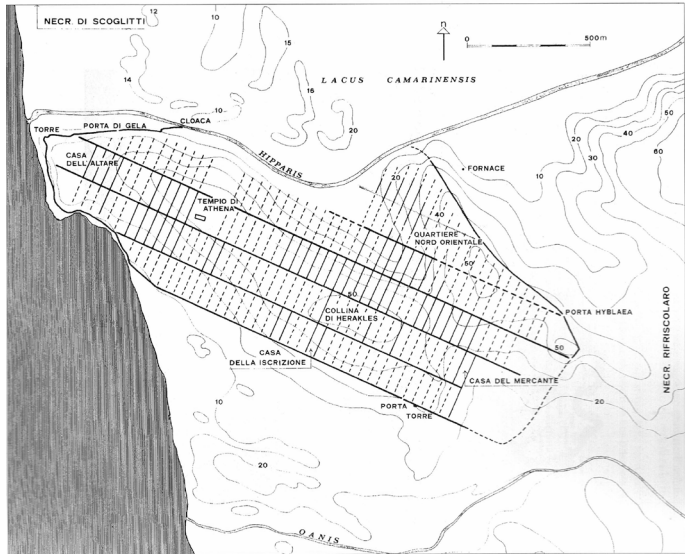 NECR. DI SCOGLITTI
12
10
15
14
16
10
20
n
0
500m
LACUS CAMARINENSIS
TORRE
PORTA DI GELA
CLOACA
HIPPARIS
CASA
DELL'ALTARE
TEMPIO DI
ATHENA
FORNACE
20
40
QUARTIERE
NORD ORIENTALE
50
10
20
30
40
50
60
50
COLLINA
DI HERAKLES
PORTA HYBLAEA
50
NECR. RIFRISCOLARO
CASA
DELLA ISCRIZIONE
CASA DEL MERCANTE
PORTA
TORRE
10
20
20
OANIS